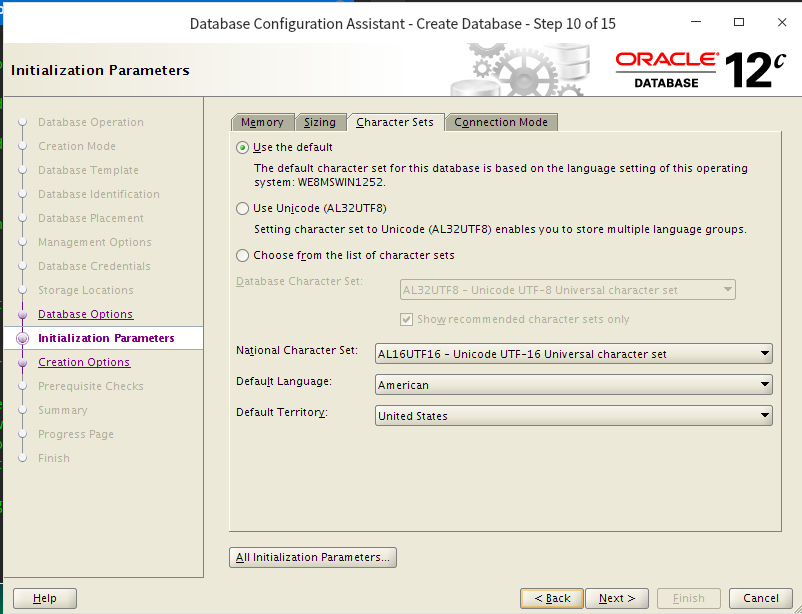 Database Configuration Assistant - Create Database - Step 10 of 15
Initialization Parameters
ORACLE
DATABASE
12c
Database Operation
Creation Mode
Database Template
Database Identification
Database Placement
Management Options
Database Credentials
Storage Locations
Database Options
Initialization Parameters
Creation Options
Prerequisite Checks
Summary
Progress Page
Finish
Memory
Sizing
Character Sets
Connection Mode
Use the default
The default character set for this database is based on the language setting of this operating
system: WE8MSWIN1252.
Use Unicode (AL32UTF8)
Setting character set to Unicode (AL32UTF8) enables you to store multiple language groups.
Choose from the list of character sets
Database Character Set:
AL32UTF8 - Unicode UTF-8 Universal character set
Show recommended character sets only
National Character Set:
AL16UTF16 - Unicode UTF-16 Universal character set
Default Language:
American
Default Territory:
United States
All Initialization Parameters...
Help
< Back
Next >
Finish
Cancel